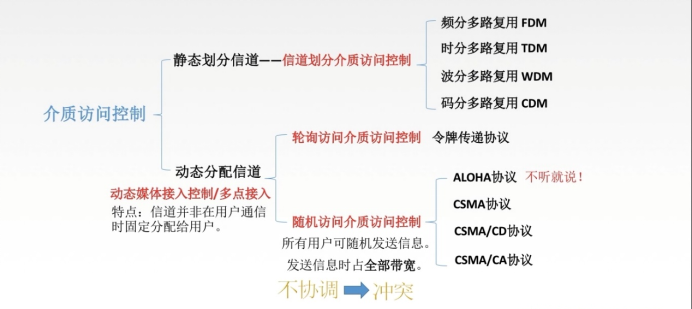 介质访问控制
静态划分信道——信道划分介质访问控制
频分多路复用 FDM
时分多路复用 TDM
波分多路复用 WDM
码分多路复用 CDM
动态分配信道
动态媒体接入控制/多点接入
特点：信道并非在用户通信
时固定分配给用户。
轮询访问介质访问控制 令牌传递协议
随机访问介质访问控制
所有用户可随机发送信息。
发送信息时占全部带宽。
ALOHA协议 不听就说！
CSMA协议
CSMA/CD协议
CSMA/CA协议
不协调 冲突